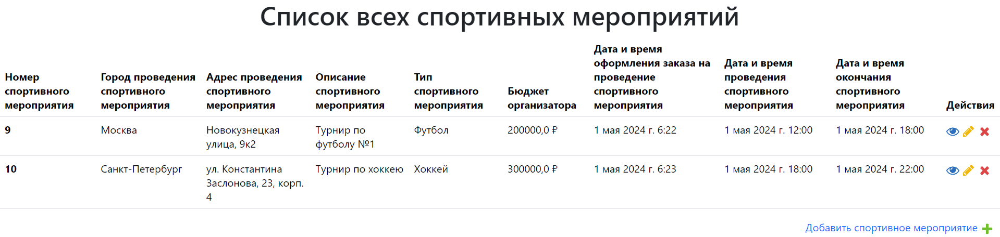 Список всех спортивных мероприятий
Номер
спортивного
мероприятия
Город проведения
спортивного
мероприятия
Адрес проведения
спортивного
мероприятия
Описание
спортивного
мероприятия
Тип
спортивного
мероприятия
Бюджет
организатора
Дата и время
оформления заказа на
проведение
спортивного
мероприятия
Дата и время
проведения
спортивного
мероприятия
Дата и время
окончания
спортивного
мероприятия
Действия
9
Москва
Новокузнецкая
улица, 9к2
Турнир по
футболу №1
Футбол
200000,0 ₽
1 мая 2024 г. 6:22
1 мая 2024 г. 12:00
1 мая 2024 г. 18:00
10
Санкт-Петербург
ул. Константина
Заслонова, 23, корп.
4
Турнир по хоккею
Хоккей
300000,0 ₽
1 мая 2024 г. 6:23
1 мая 2024 г. 18:00
1 мая 2024 г. 22:00
Добавить спортивное мероприятие